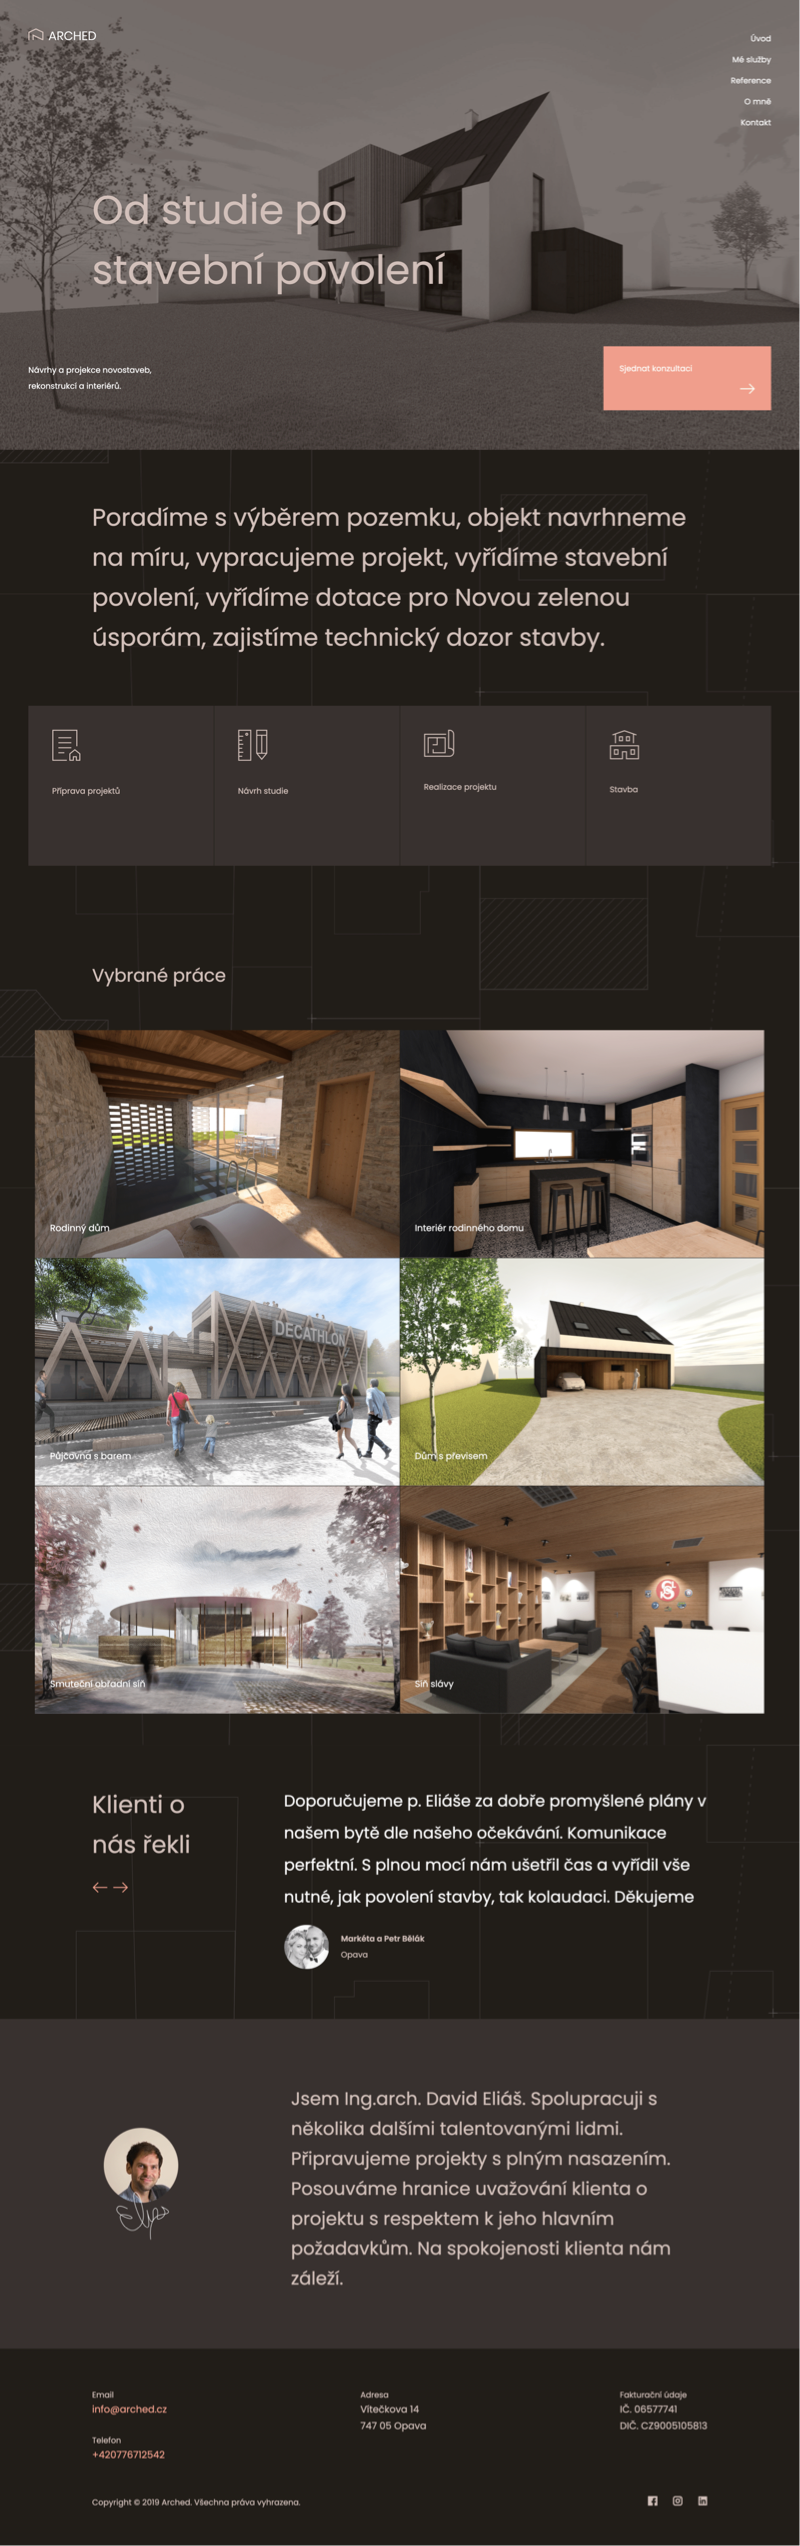 ARCHED
Úvod
Mé služby
Reference
O mně
Kontakt
Od studie po
stavební povolení
Návrhy a projekce novostaveb,
rekonstrukcí a interiérů.
Sjednat konzultaci
Poradíme s výběrem pozemku, objekt navrhneme
na míru, vypracujeme projekt, vyřídíme stavební
povolení, vyřídíme dotace pro Novou zelenou
úsporám, zajistíme technický dozor stavby.
Příprava projektů
Návrh studie
Realizace projektu
Stavba
Vybrané práce
Rodinný dům
Interiér rodinného domu
DECATHLON
Půjčovna s barem
Dům s převisem
Smuteční obřadní síň
S
Síň slávy
Klienti o
nás řekli
Doporučujeme p. Eliáše za dobře promyšlené plány v
našem bytě dle našeho očekávání. Komunikace
perfektní. S plnou mocí nám ušetřil čas a vyřídil vše
nutné, jak povolení stavby, tak kolaudaci. Děkujeme
Markéta a Petr Bělák
Opava
Jsem Ing.arch. David Eliáš. Spolupracuji s
několika dalšími talentovanými lidmi.
Připravujeme projekty s plným nasazením.
Posouváme hranice uvažování klienta o
projektu s respektem k jeho hlavním
požadavkům. Na spokojenosti klienta nám
záleží.
Email
info@arched.cz
Telefon
+420776712542
Adresa
Vítečkova 14
747 05 Opava
Fakturační údaje
IČ. 06577741
DIČ. CZ9005105813
Copyright © 2019 Arched. Všechna práva vyhrazena.